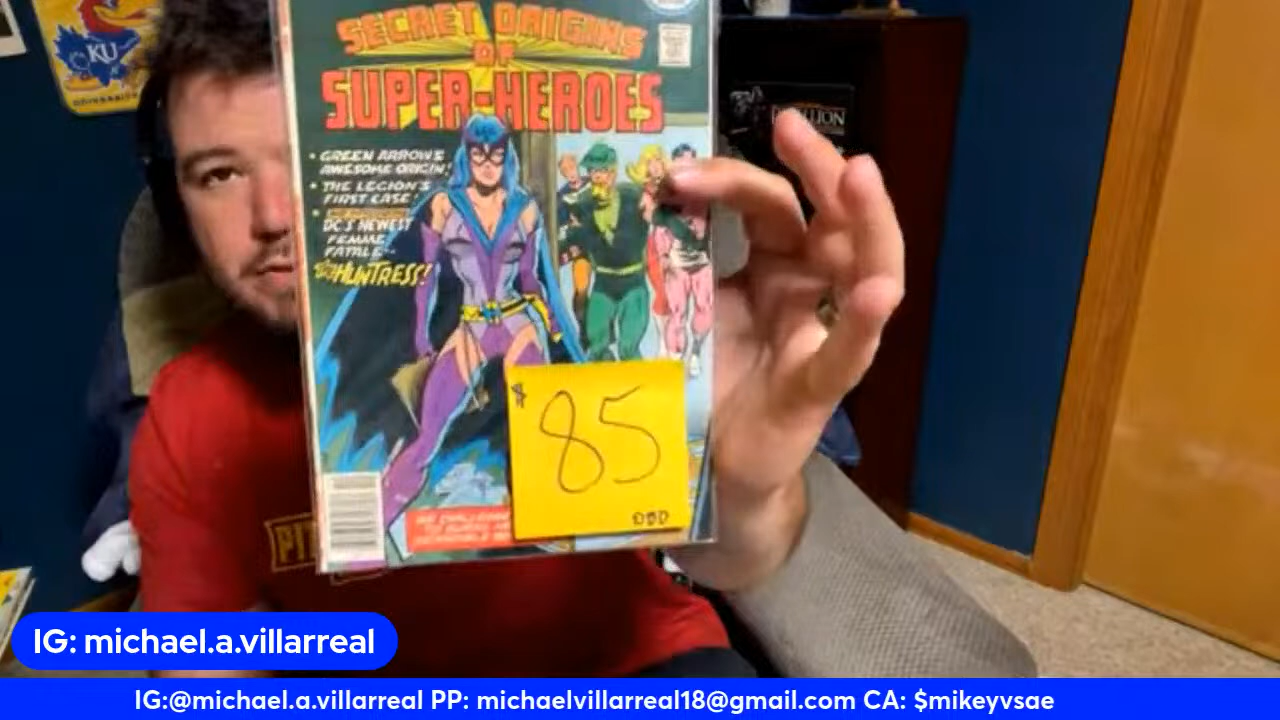 KU
SECRET ORIGINS
OF
SUPER-HEROES
• GREEN ARROW'S
AWESOME ORIGIN!
• THE LEGION'S
FIRST CASE!
DC'S NEWEST
FEMME
FATALE--
HUNTRESS!
$
85
OBO
IG: michael.a.villarreal
IG:@michael.a.villarreal PP: michaelvillarreal18@gmail.com CA: $mikeyvsae